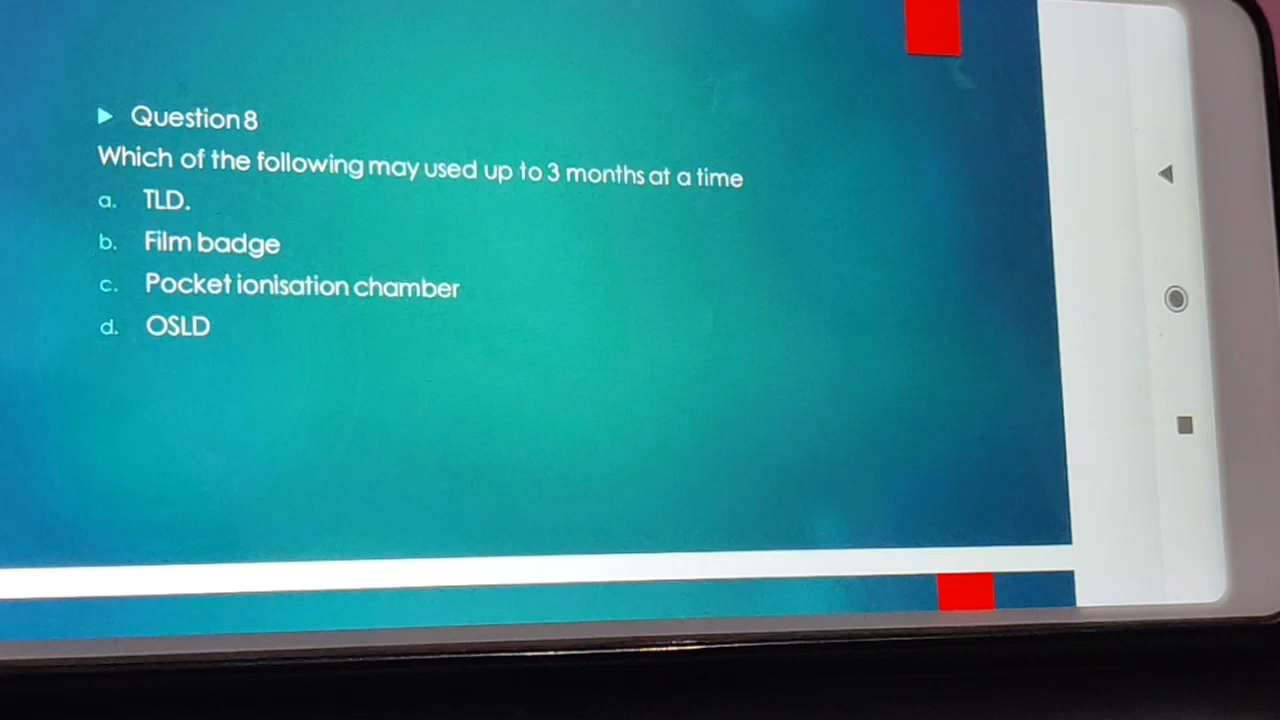 Question 8
Which of the following may used up to 3 months at a time
a. TLD.
b. Film badge
c. Pocket ionisation chamber
d. OSLD